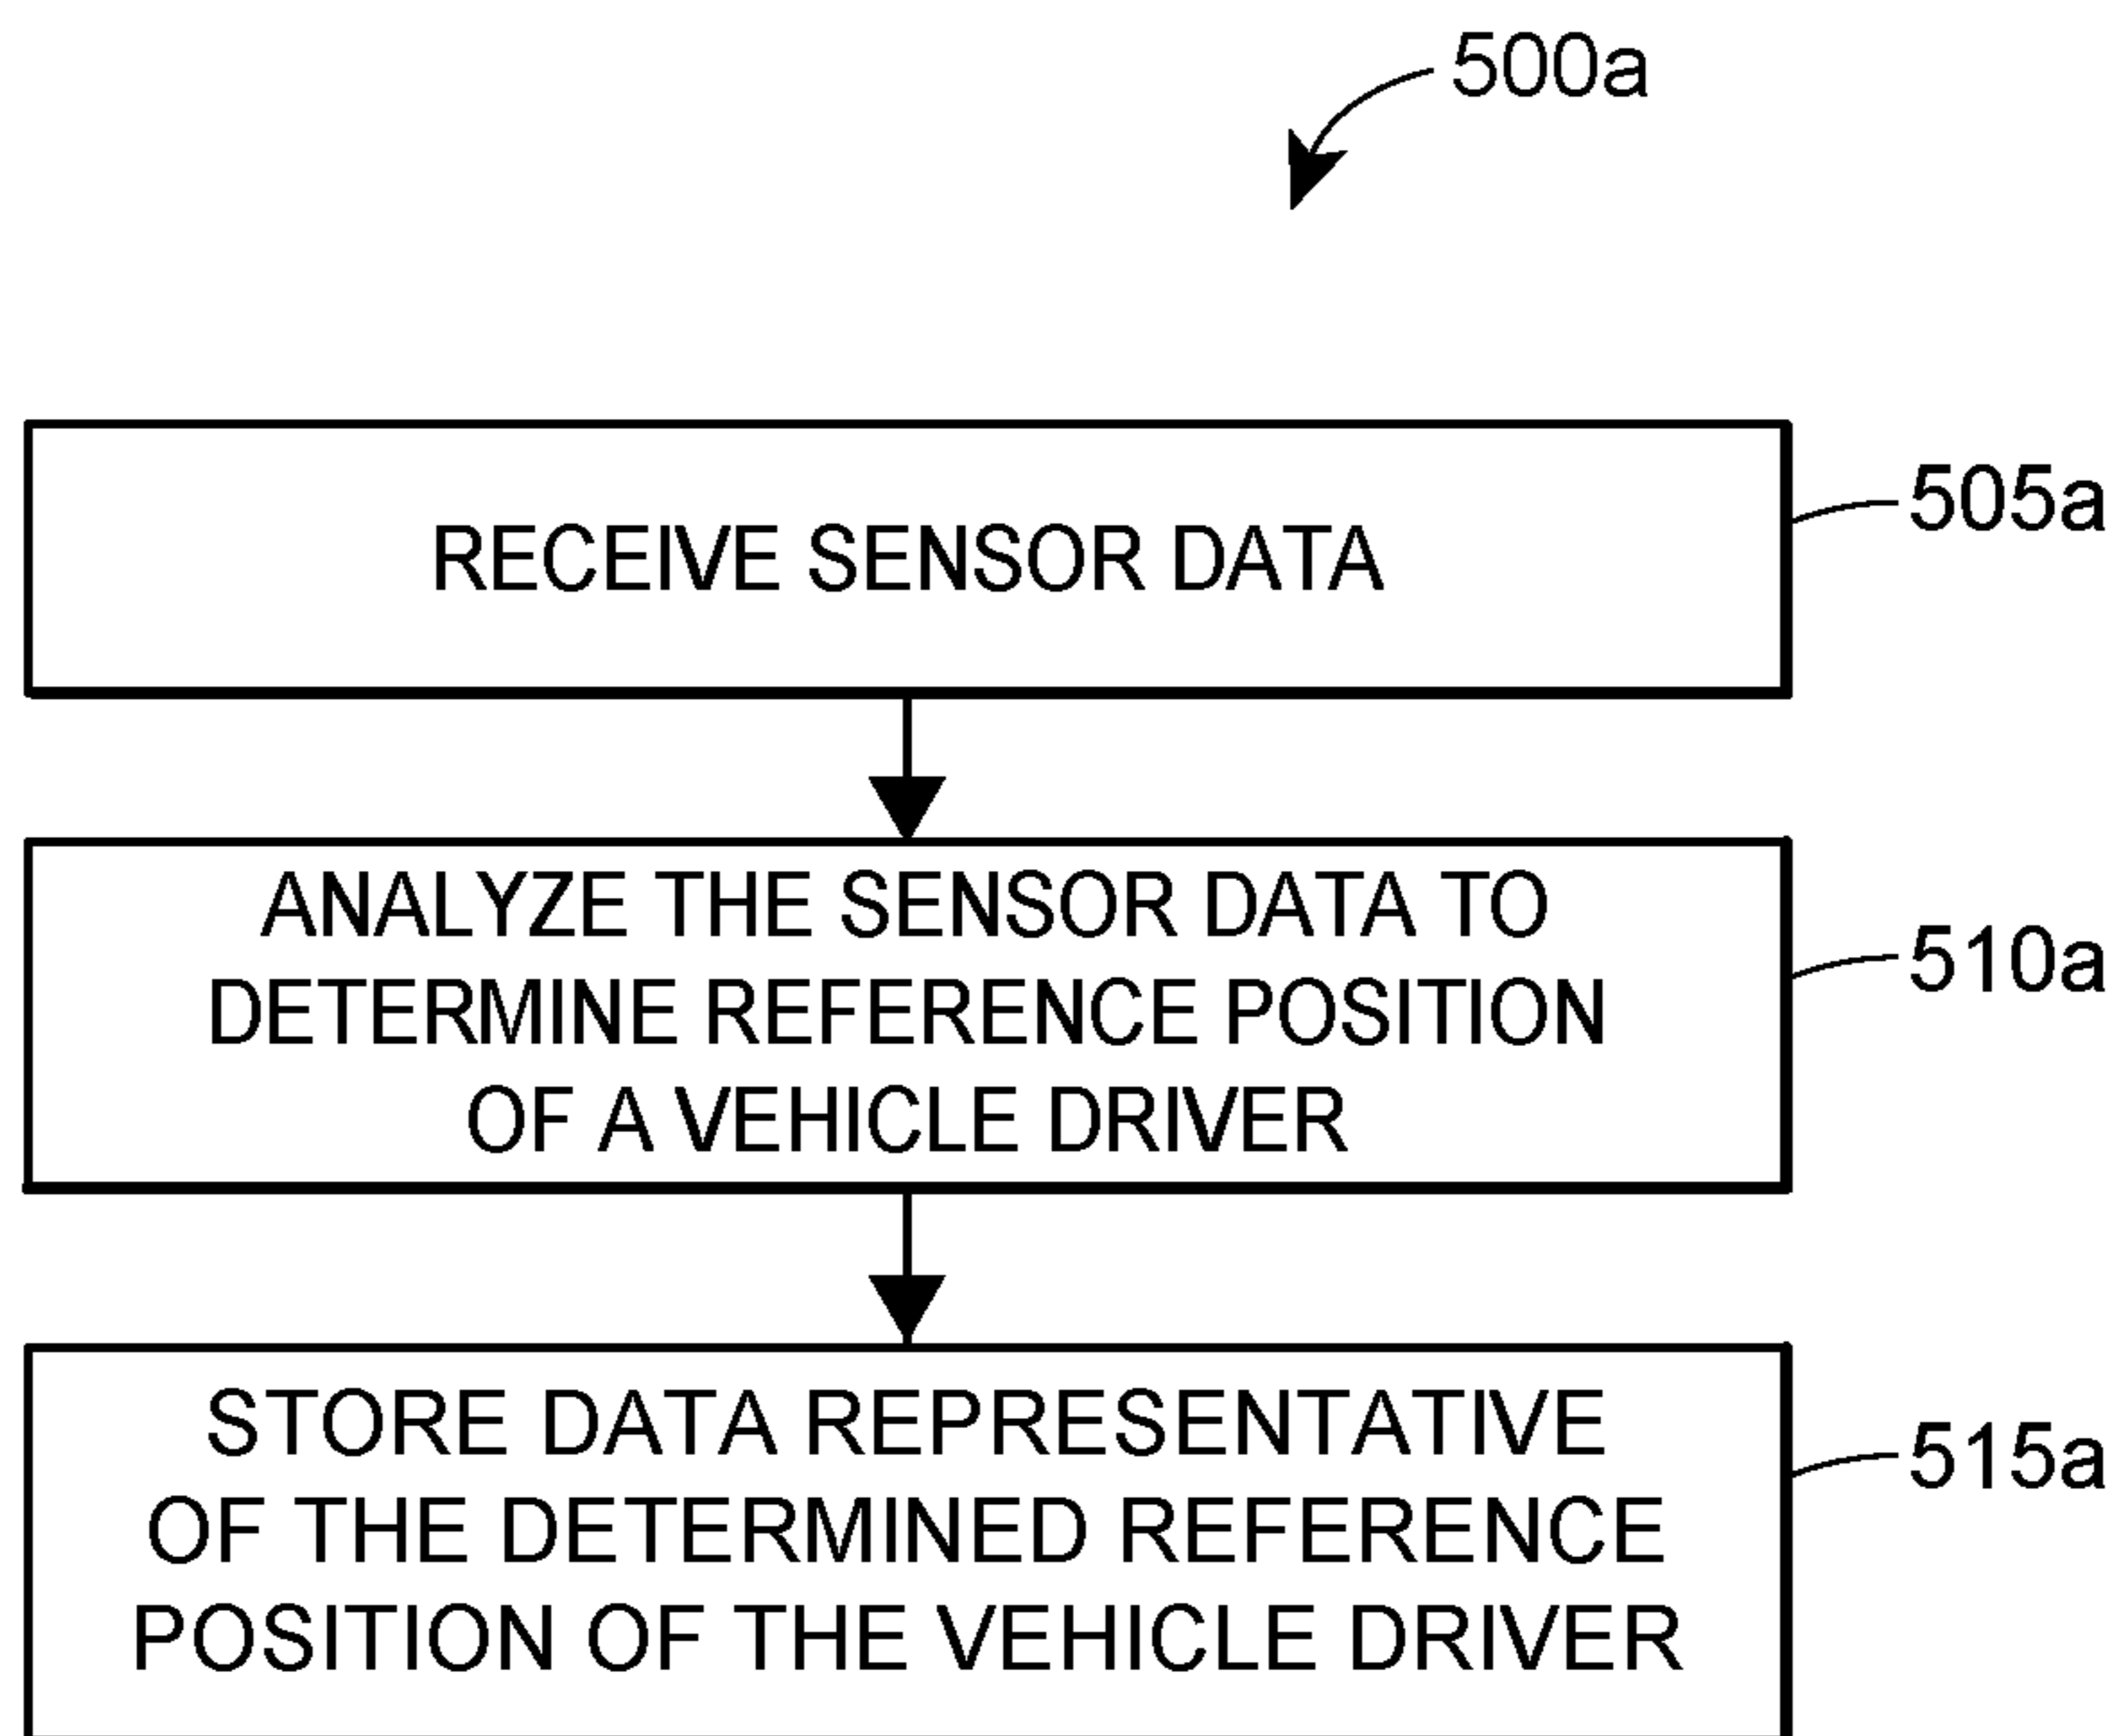 500a
RECEIVE SENSOR DATA
505a
ANALYZE THE SENSOR DATA TO
DETERMINE REFERENCE POSITION
OF A VEHICLE DRIVER
510a
STORE DATA REPRESENTATIVE
OF THE DETERMINED REFERENCE
POSITION OF THE VEHICLE DRIVER
515a